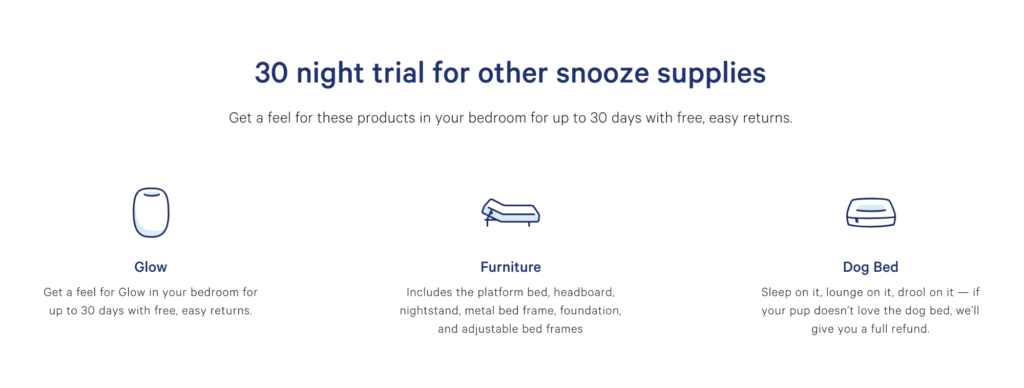 30 night trial for other snooze supplies
Get a feel for these products in your bedroom for up to 30 days with free, easy returns.
Glow
Get a feel for Glow in your bedroom for
up to 30 days with free, easy returns.
Furniture
Includes the platform bed, headboard,
nightstand, metal bed frame, foundation,
and adjustable bed frames
Dog Bed
Sleep on it, lounge on it, drool on it — if
your pup doesn't love the dog bed, we'll
give you a full refund.